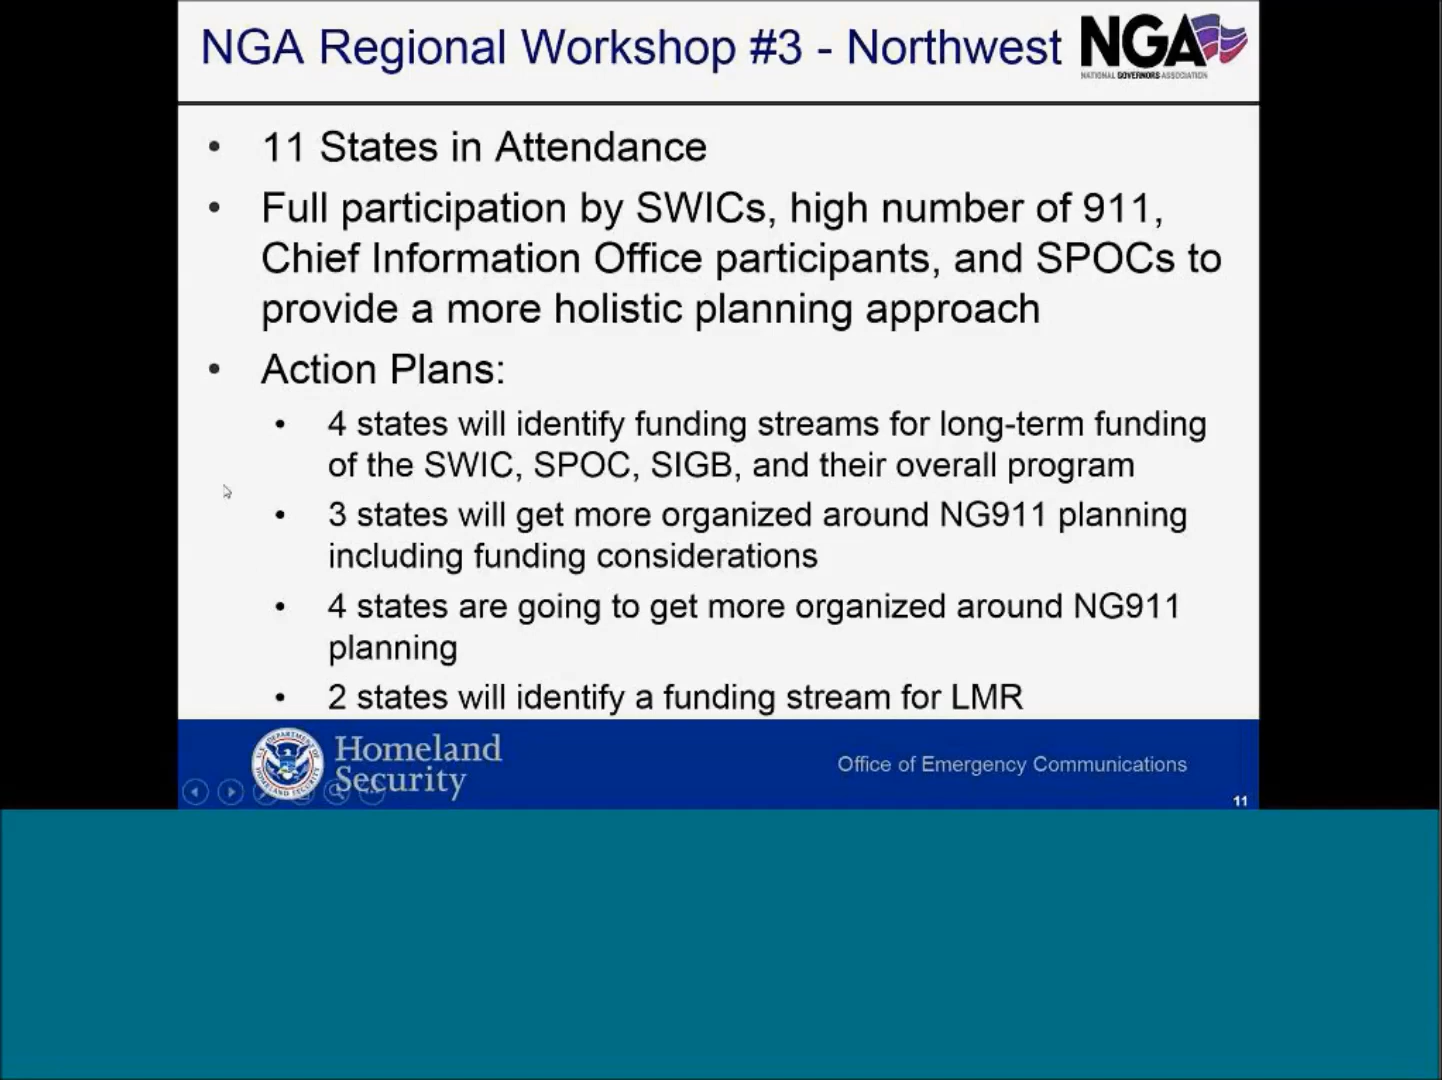 NGA Regional Workshop #3 - Northwest
NGA
NATIONAL GOVERNORS ASSOCIATION
• 11 States in Attendance
• Full participation by SWICs, high number of 911,
Chief Information Office participants, and SPOCs to
provide a more holistic planning approach
• Action Plans:
• 4 states will identify funding streams for long-term funding
of the SWIC, SPOC, SIGB, and their overall program
• 3 states will get more organized around NG911 planning
including funding considerations
• 4 states are going to get more organized around NG911
planning
• 2 states will identify a funding stream for LMR
Homeland
Security
Office of Emergency Communications
11